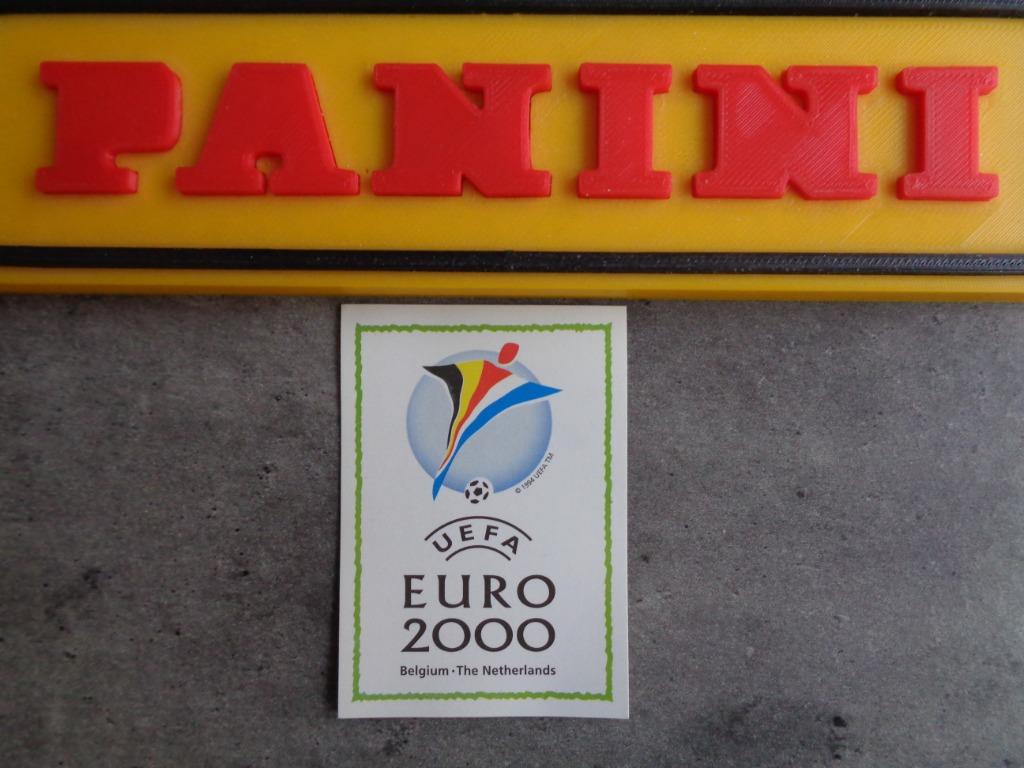 PANINI
© 1994 UEFA TM
UEFA
EURO
2000
Belgium · The Netherlands